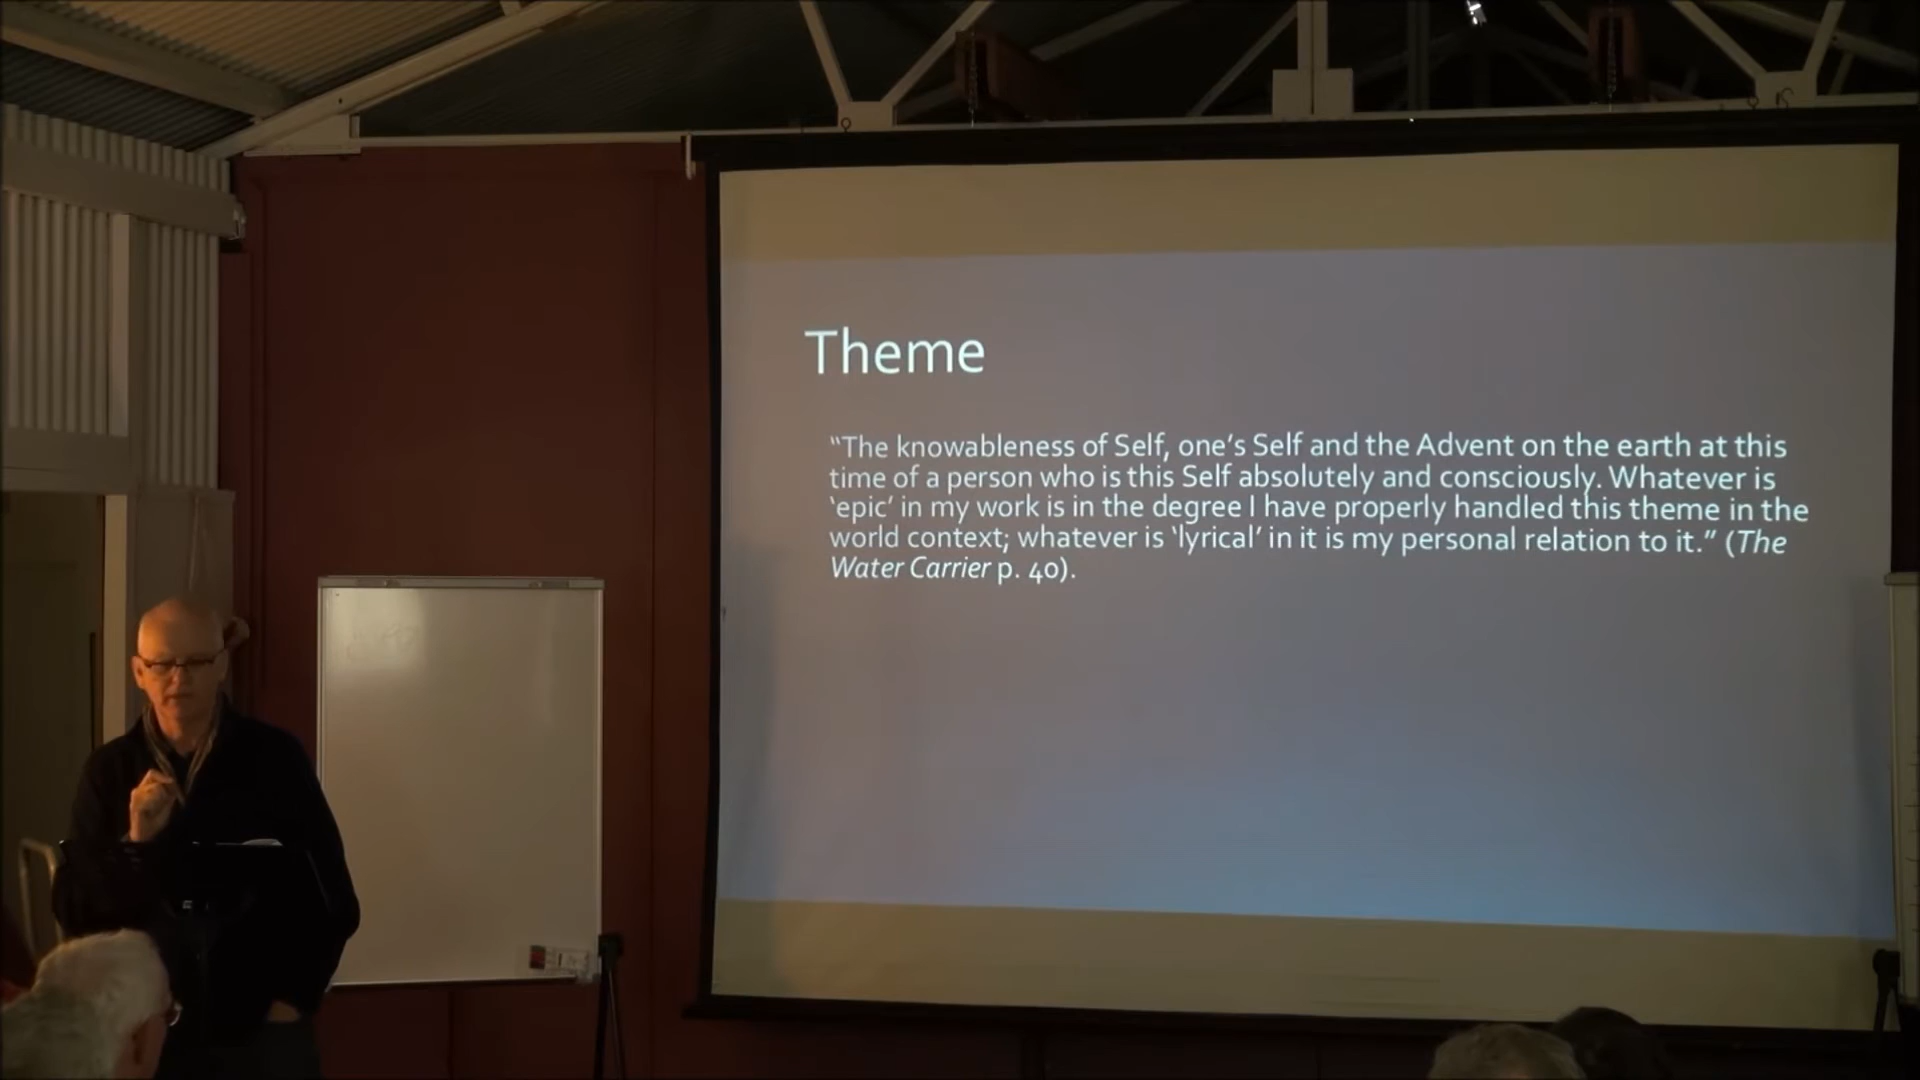 Theme
“The knowableness of Self, one’s Self and the Advent on the earth at this
time of a person who is this Self absolutely and consciously. Whatever is
‘epic’ in my work is in the degree I have properly handled this theme in the
world context; whatever is ‘lyrical’ in it is my personal relation to it.” (The
Water Carrier p. 40).